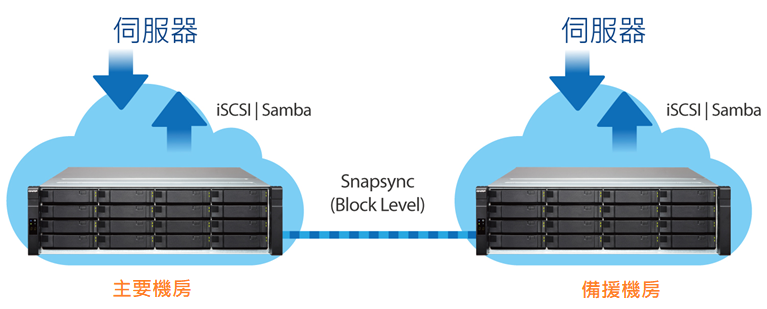 伺服器
iSCSI | Samba
主要機房
Snapsync
(Block Level)
伺服器
iSCSI | Samba
備援機房